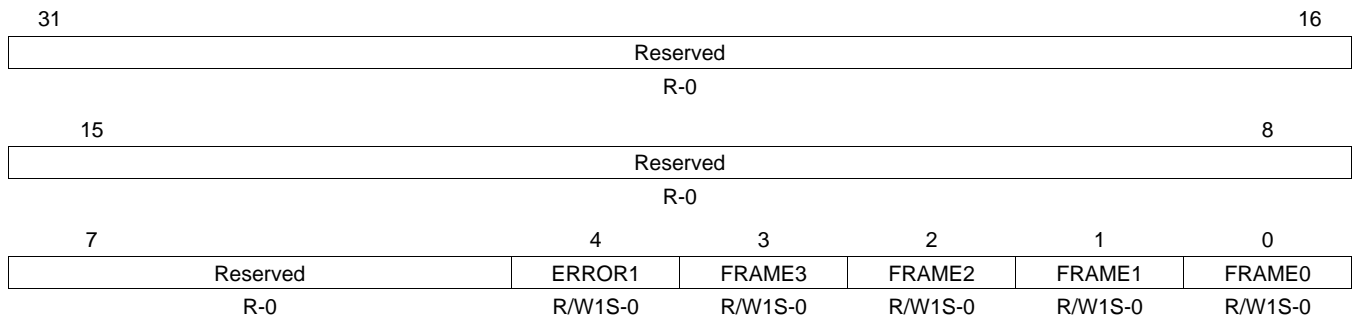 31 16
Reserved
R-0
15 8
Reserved
R-0
7 4 3 2 1 0
Reserved ERROR1 FRAME3 FRAME2 FRAME1 FRAME0
R-0 R/W1S-0 R/W1S-0 R/W1S-0 R/W1S-0 R/W1S-0